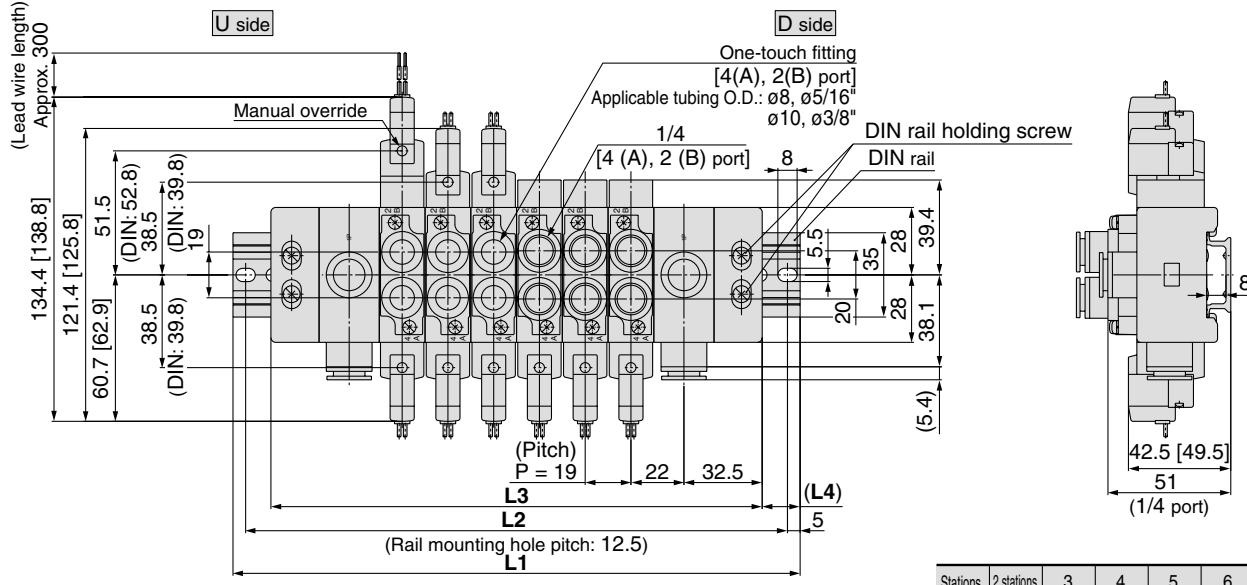 U side
D side
(Lead wire length)
Approx. 300
Manual override
One-touch fitting
[4(A), 2(B) port]
Applicable tubing O.D.: ø8, ø5/16"
ø10, ø3/8"
1/4
[4 (A), 2 (B) port]
8
DIN rail holding screw
DIN rail
134.4 [138.8]
121.4 [125.8]
51.5
(DIN: 52.8)
38.5
(DIN: 39.8)
19
60.7 [62.9]
38.5
(DIN: 39.8)
5.5
35
28
39.4
20
28
38.1
(5.4)
(Pitch)
P = 19
22
32.5
L3
(L4)
L2
5
(Rail mounting hole pitch: 12.5)
L1
8
42.5 [49.5]
51
(1/4 port)
Stations 2 stations 3 4 5 6